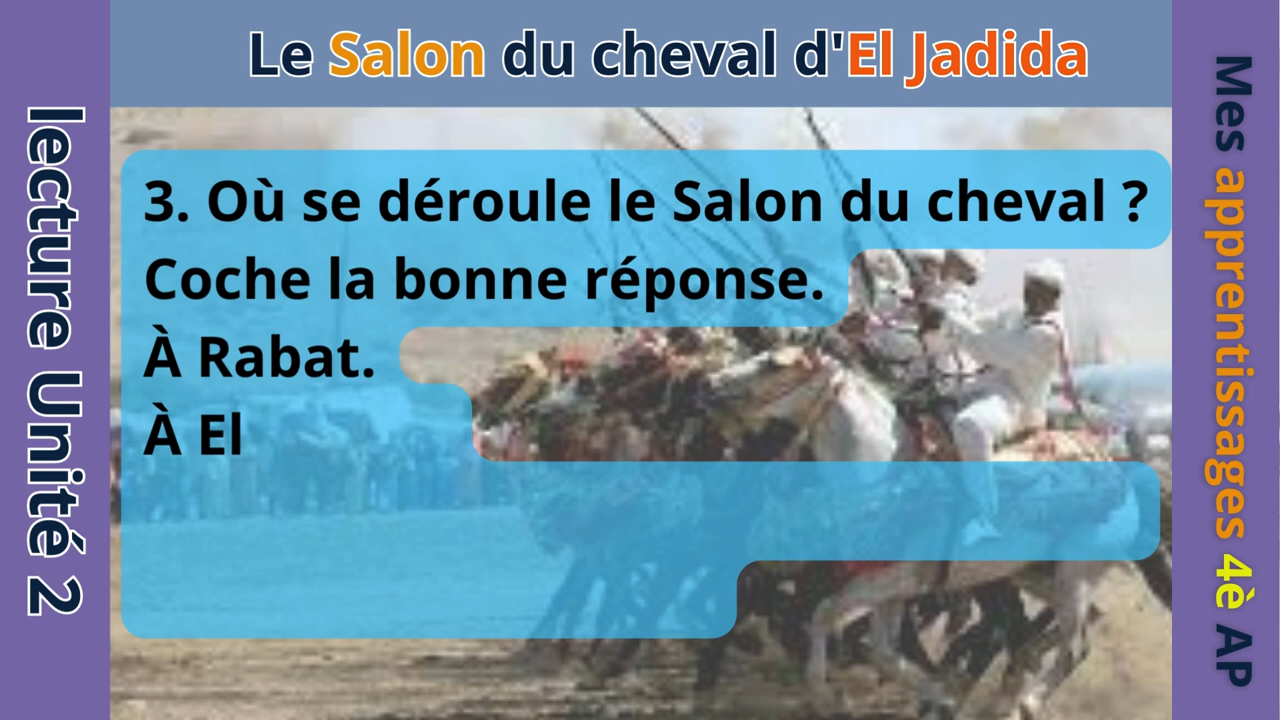 Le Salon du cheval d'El Jadida
lecture Unité 2
3. Où se déroule le Salon du cheval ?
Coche la bonne réponse.
À Rabat.
À El
Mes apprentissages 4è AP